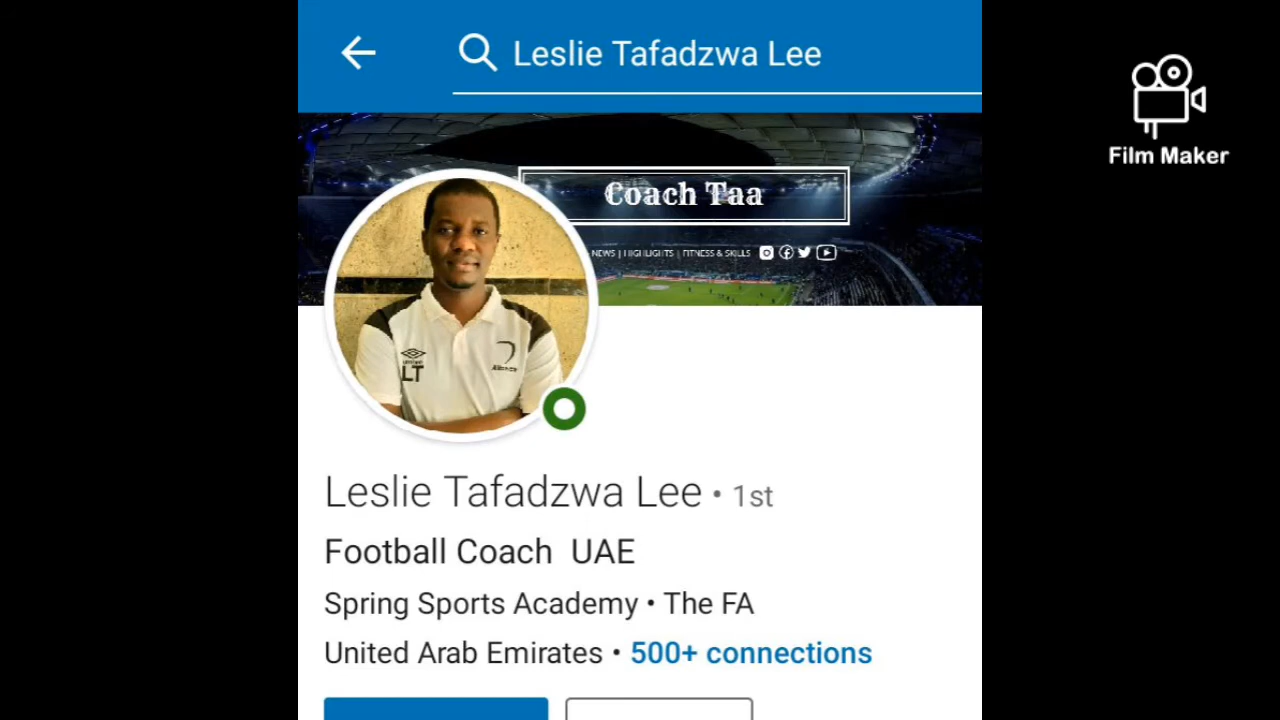 Leslie Tafadzwa Lee
Film Maker
Coach Taa
NEWS | HIGHLIGHTS | FITNESS & SKILLS
LT
Leslie Tafadzwa Lee • 1st
Football Coach UAE
Spring Sports Academy • The FA
United Arab Emirates • 500+ connections